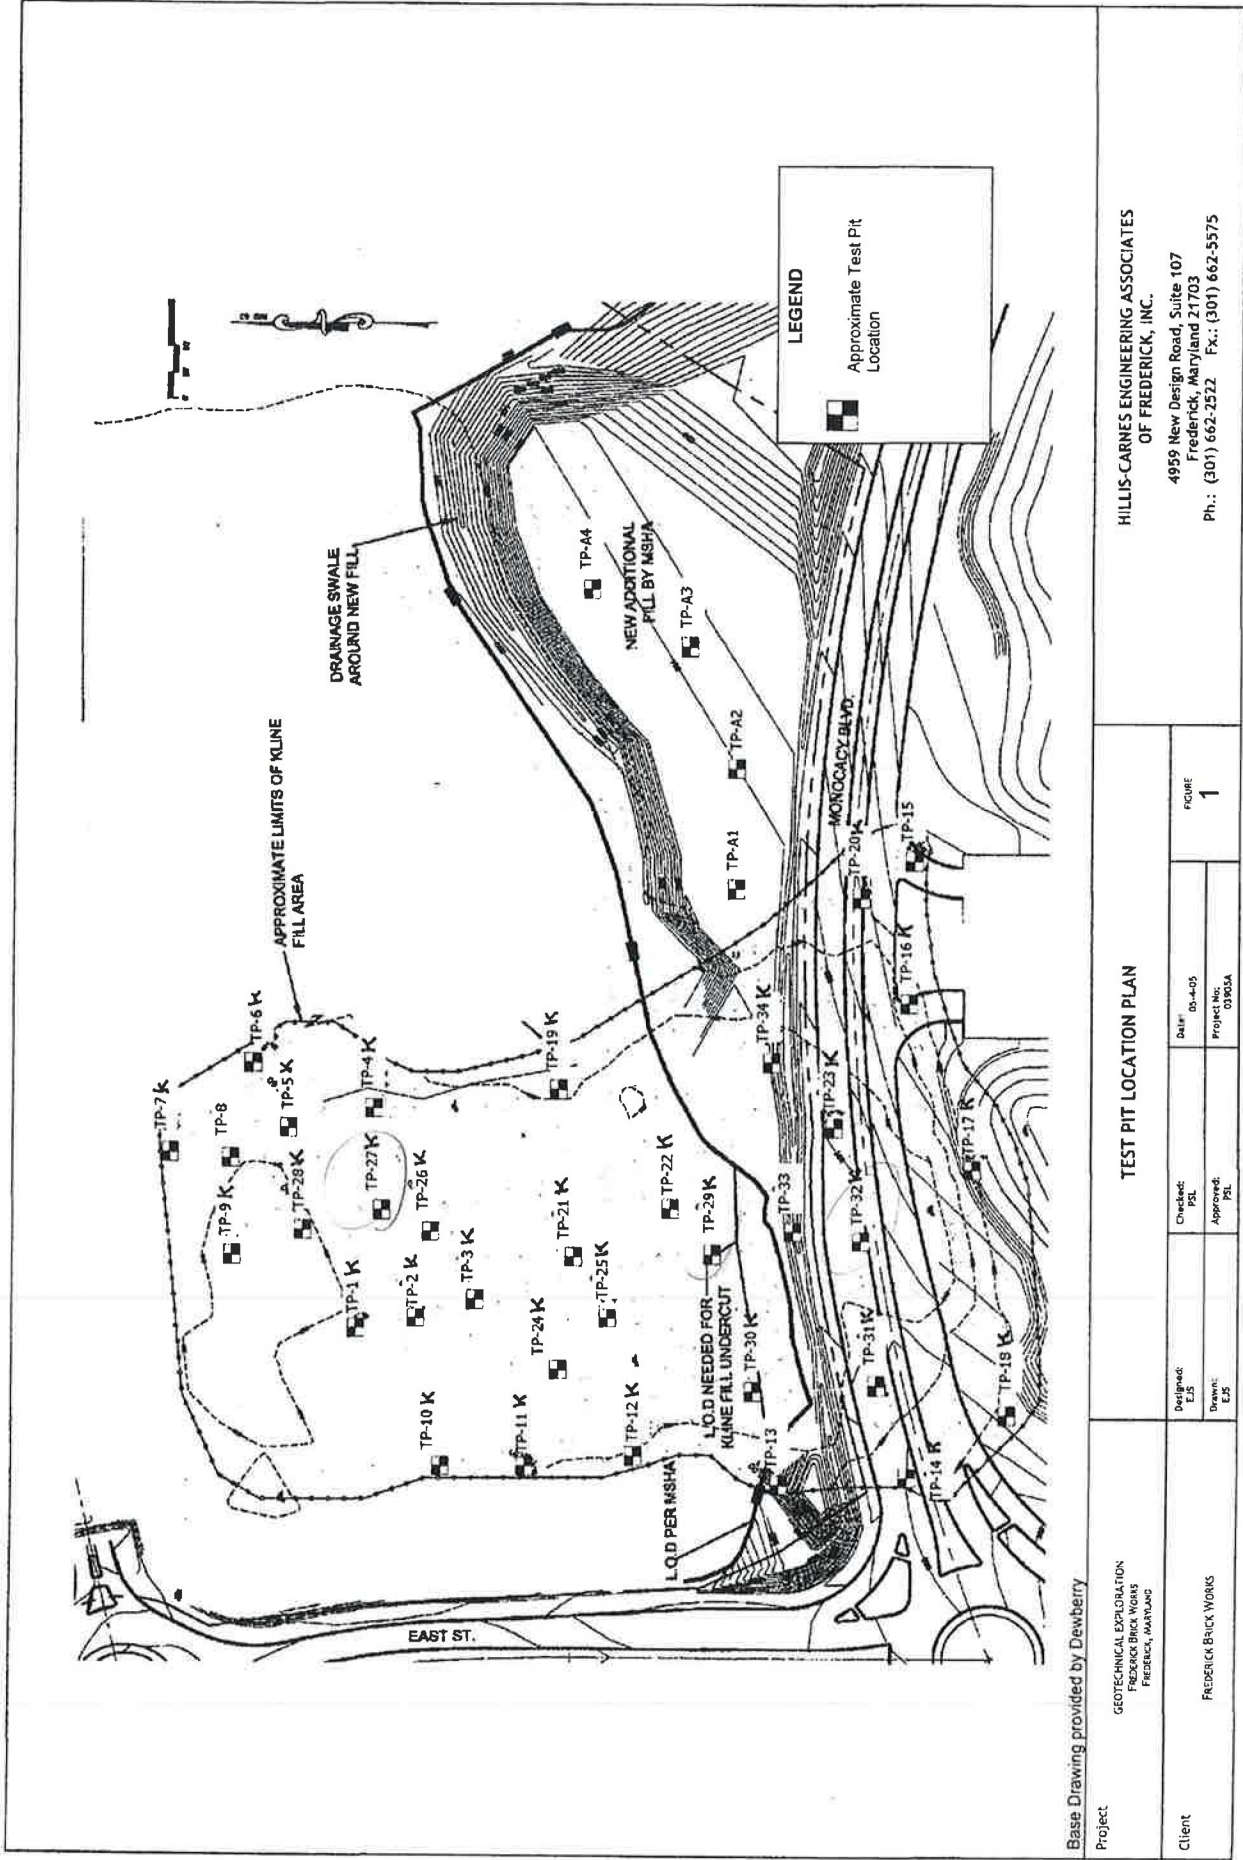 TP-7 K
TP-8
TP-9 K
TP-6 K
TP-5 K
TP-28 K
TP-4 K
TP-27 K
TP-26 K
TP-1 K
TP-2 K
TP-3 K
TP-10 K
TP-11 K
TP-24 K
TP-21 K
TP-19 K
TP-25 K
TP-12 K
TP-22 K
TP-29 K
TP-30 K
TP-13
TP-33
TP-34 K
TP-23 K
TP-32 K
TP-31 K
TP-14 K
TP-18 K
TP-17 K
TP-16 K
TP-20 K
TP-15
TP-A1
TP-A2
TP-A3
TP-A4
APPROXIMATE LIMITS OF KLINE
FILL AREA
DRAINAGE SWALE
AROUND NEW FILL
NEW ADDITIONAL
FILL BY MSHA
L.O.D NEEDED FOR
KLINE FILL UNDERCUT
L.O.D PER MSHA
EAST ST.
MONOCACY BLVD.
LEGEND
Approximate Test Pit
Location
Base Drawing provided by Dewberry
Project
GEOTECHNICAL EXPLORATION
FREDERICK BRICK WORKS
FREDERICK, MARYLAND
Client
FREDERICK BRICK WORKS
TEST PIT LOCATION PLAN
Designed:
EJS
Checked:
PSL
Date:
05-4-05
Drawn:
EJS
Approved:
PSL
Project No:
03905A
FIGURE
1
HILLIS-CARNES ENGINEERING ASSOCIATES
OF FREDERICK, INC.
4959 New Design Road, Suite 107
Frederick, Maryland 21703
Ph.: (301) 662-2522 Fx.: (301) 662-5575